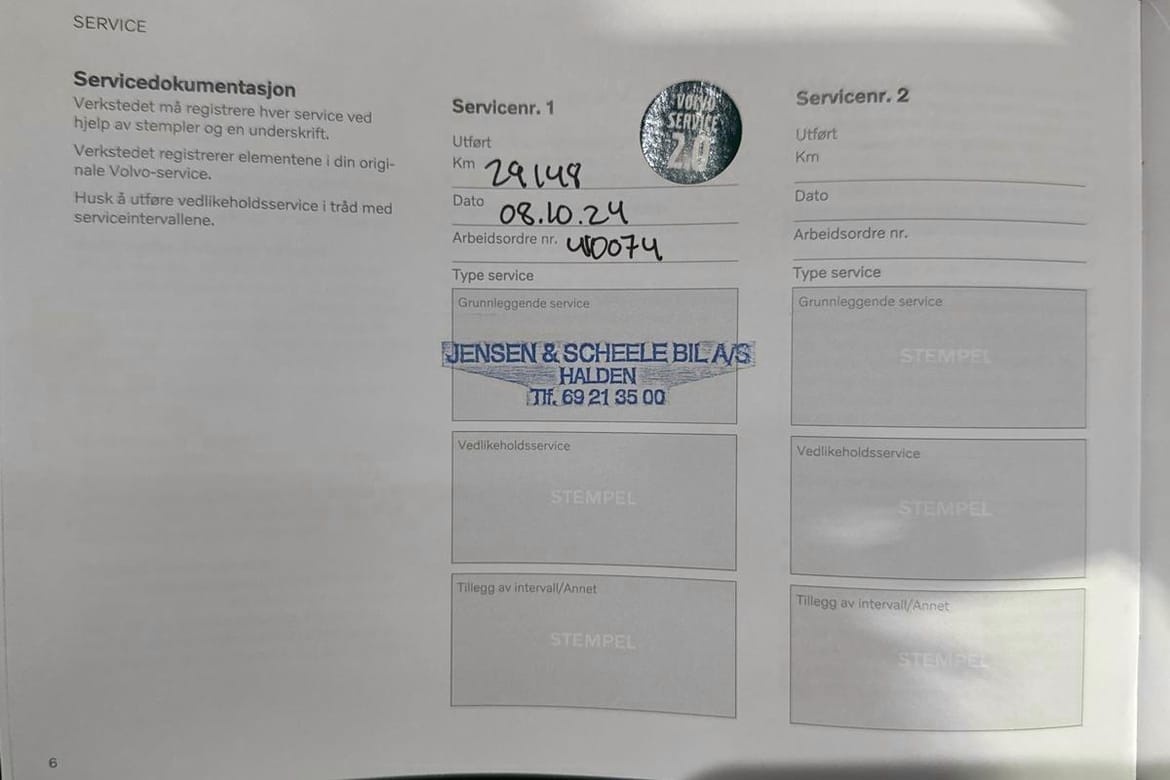 SERVICE
Servicedokumentasjon
Verkstedet må registrere hver service ved
hjelp av stempler og en underskrift.
Verkstedet registrerer elementene i din origi-
nale Volvo-service.
Husk å utføre vedlikeholdsservice i tråd med
serviceintervallene.
Servicenr. 1
VOLVO
SERVICE
2.0
Utført
Km 29148
Dato 08.10.24
Arbeidsordre nr. 40074
Type service
Grunnleggende service
JENSEN & SCHEELE BIL A/S
HALDEN
Tlf. 69 21 35 00
Vedlikeholdsservice
STEMPEL
Tillegg av intervall/Annet
STEMPEL
Servicenr. 2
Utført
Km
Dato
Arbeidsordre nr.
Type service
Grunnleggende service
STEMPEL
Vedlikeholdsservice
STEMPEL
Tillegg av intervall/Annet
STEMPEL
6